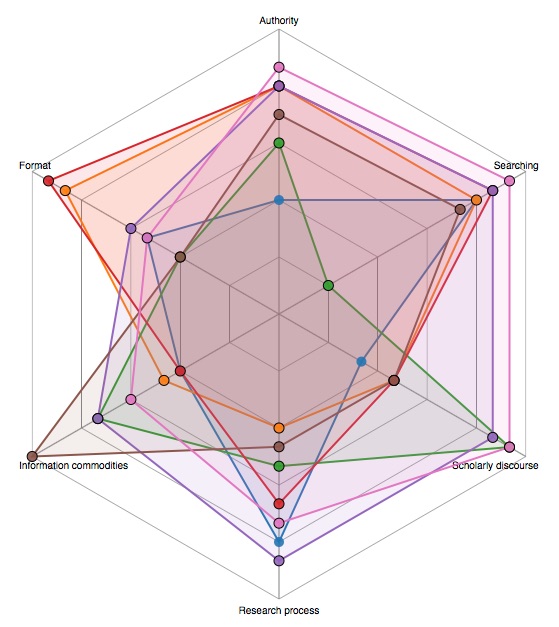 Authority
Format
Searching
Information commodities
Scholarly discourse
Research process